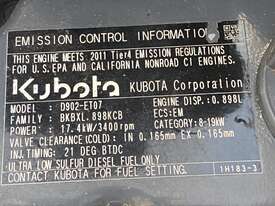 EMISSION CONTROL INFORMATION
THIS ENGINE MEETS 2011 Tier4 EMISSION REGULATIONS
FOR U.S.EPA AND CALIFORNIA NONROAD CI ENGINES.
Kubota KUBOTA Corporation
MODEL : D902-ET07 ENGINE DISP.: 0.898L
FAMILY : BKBXL.898KCB ECS:EM
POWER : 17.4kW/3400rpm CATEGORY:8-19kW
VALVE CLEARANCE(COLD): IN 0.165mm EX 0.165mm
INJ.TIMING: 21 DEG BTDC
ULTRA LOW SULFUR DIESEL FUEL ONLY
CONTACT KUBOTA FOR FUEL SETTING. 1H183-3